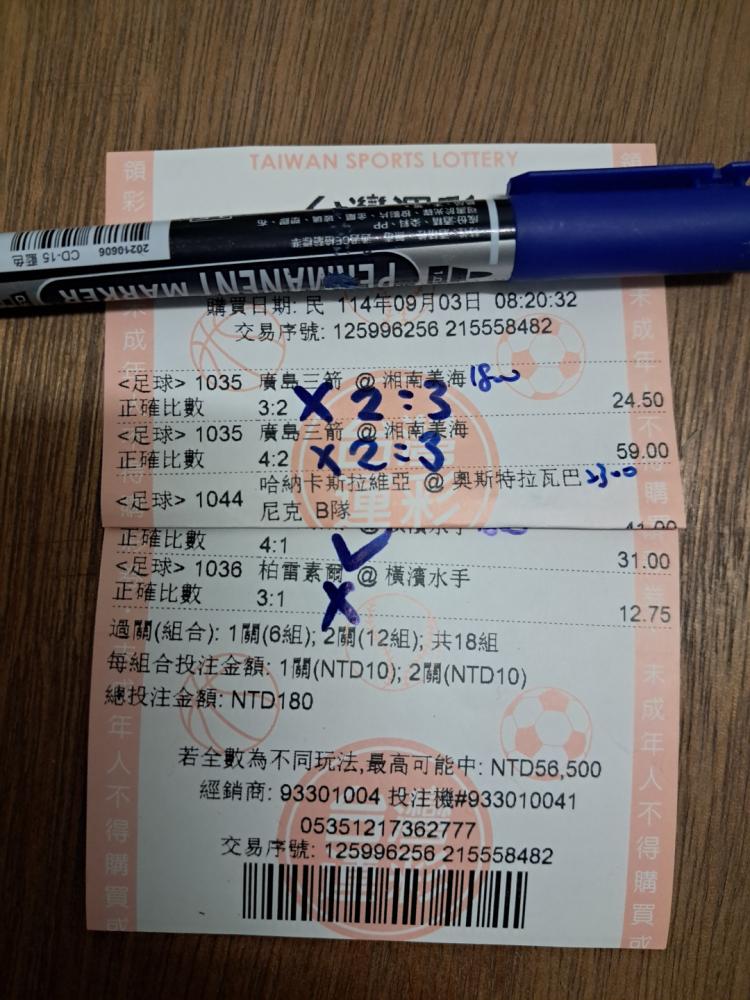 TAIWAN SPORTS LOTTERY
領彩
20210606
CD-15 藍色
PERMANENT MARKER
購買日期: 民 114年09月03日 08:20:32
交易序號: 125996256 215558482
<足球> 1035 廣島三箭 @ 湘南美海 1800
正確比數 3:2 X 2:3 24.50
<足球> 1035 廣島三箭 @ 湘南美海
正確比數 4:2 X 2:3 59.00
<足球> 1044 哈納卡斯拉維亞 @ 奧斯特拉瓦巴 2300
尼克 B隊
正確比數 4:1 ✓ 31.00
<足球> 1036 柏雷素爾 @ 橫濱水手
正確比數 3:1 X 12.75
過關(組合): 1關(6組); 2關(12組); 共18組
每組合投注金額: 1關(NTD10); 2關(NTD10)
總投注金額: NTD180
若全數為不同玩法,最高可能中: NTD56,500
經銷商: 93301004 投注機#933010041
05351217362777
交易序號: 125996256 215558482
未成年人不得購買或